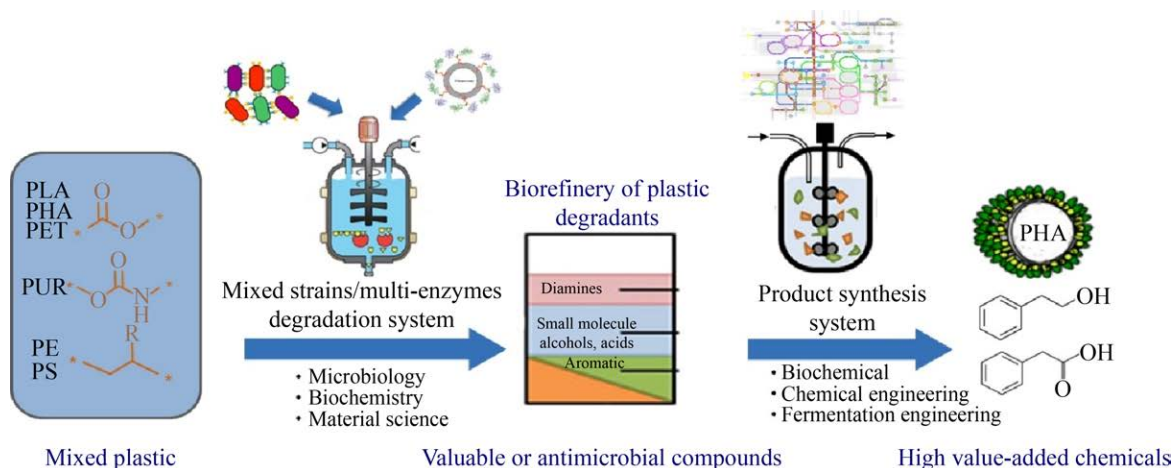 PLA
PHA
PET
O
O
*
*
PUR
O
O
N
H
*
*
R
PE
PS
*
*
Mixed plastic
Mixed strains/multi-enzymes
degradation system
• Microbiology
• Biochemistry
• Material science
Biorefinery of plastic
degradants
Diamines
Small molecule
alcohols, acids
Aromatic
Valuable or antimicrobial compounds
Product synthesis
system
• Biochemical
• Chemical engineering
• Fermentation engineering
PHA
OH
OH
O
High value-added chemicals